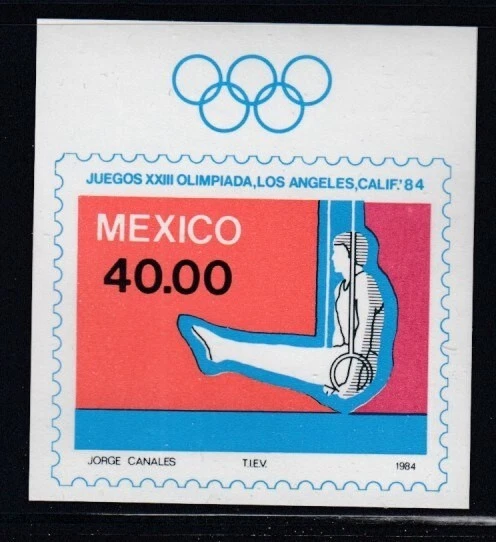 JUEGOS XXIII OLIMPIADA, LOS ANGELES, CALIF.'84
MEXICO
40.00
JORGE CANALES T.I.E.V. 1984